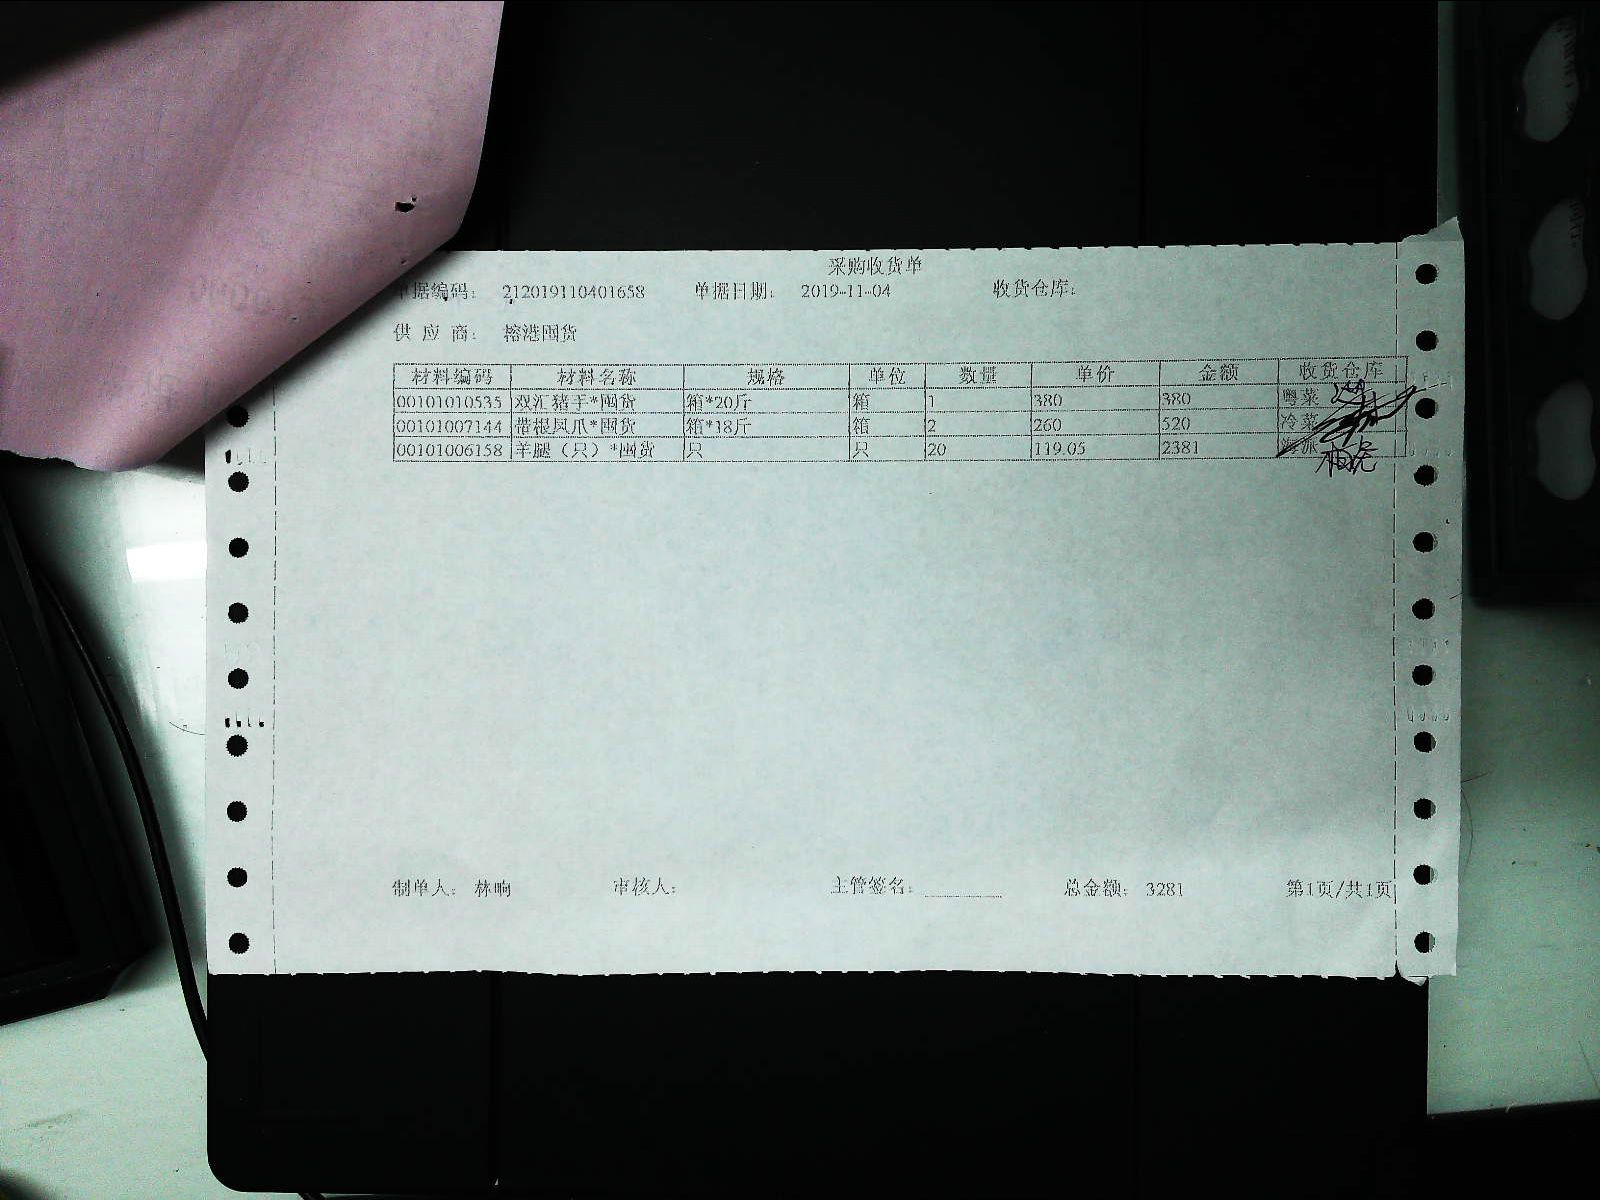 采购收货单
单据编码： 212019110401658 单据日期： 2019-11-04 收货仓库：
供 应 商： 榕港囤货
材料编码 材料名称 规格 单位 数量 单价 金额 收货仓库
00101010535 双汇猪手*囤货 箱*20斤 箱 1 380 380 粤菜
00101007144 带根凤爪*囤货 箱*18斤 箱 2 260 520 冷菜
00101006158 羊腿（只）*囤货 只 只 20 119.05 2381
制单人： 林响 审核人： 主管签名： 总金额： 3281 第1页/共1页